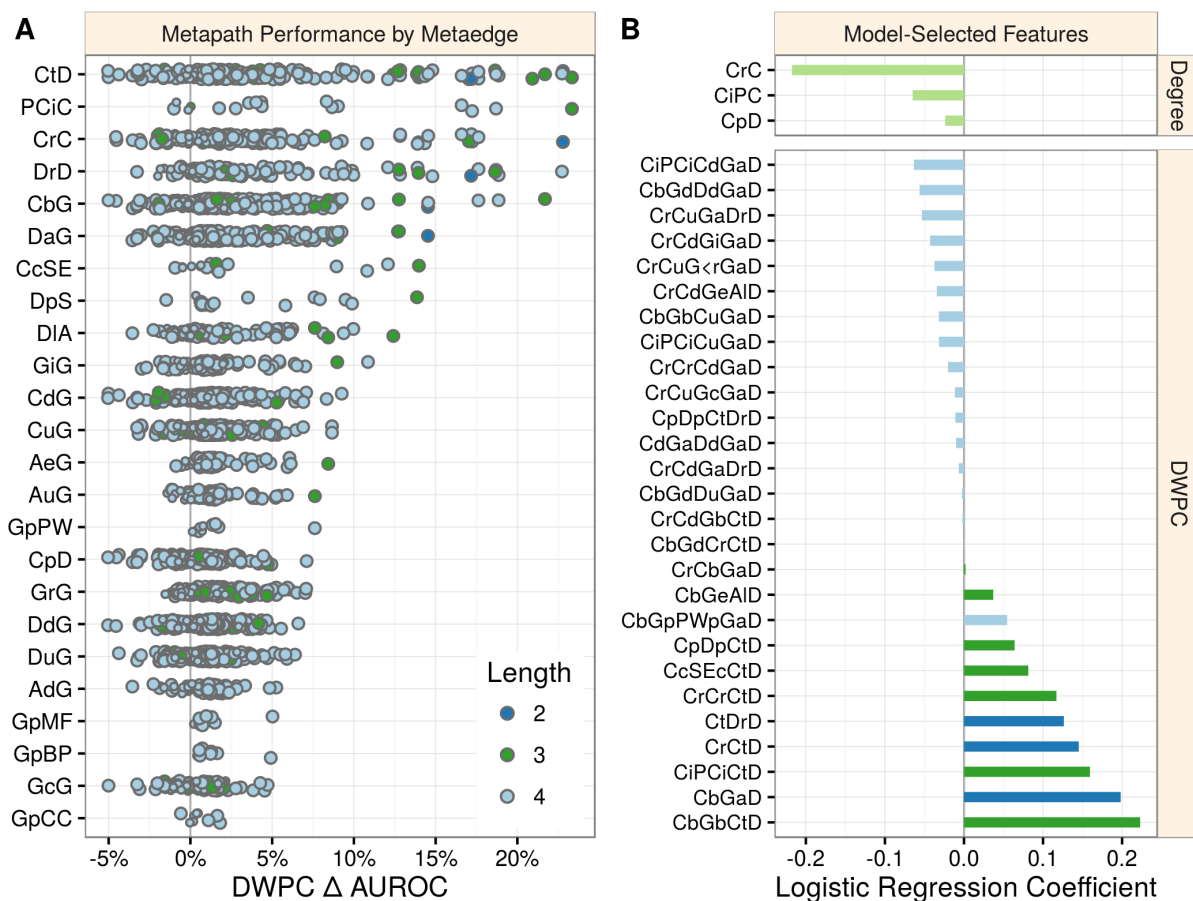 A
Metapath Performance by Metaedge
CtD
PCiC
CrC
DrD
CbG
DaG
CcSE
DpS
DlA
GiG
CdG
CuG
AeG
AuG
GpPW
CpD
GrG
DdG
DuG
AdG
GpMF
GpBP
GcG
GpCC
Length
2
3
4
-5%
0%
5%
10%
15%
20%
DWPC Δ AUROC
B
Model-Selected Features
CrC
CiPC
CpD
Degree
CiPCiCdGaD
CbGdDdGaD
CrCuGaDrD
CrCdGiGaD
CrCuG<rGaD
CrCdGeAlD
CbGbCuGaD
CiPCiCuGaD
CrCrCdGaD
CrCuGcGaD
CpDpCtDrD
CdGaDdGaD
CrCdGaDrD
CbGdDuGaD
CrCdGbCtD
CbGdCrCtD
CrCbGaD
CbGeAlD
CbGpPWpGaD
CpDpCtD
CcSEcCtD
CrCrCtD
CtDrD
CrCtD
CiPCiCtD
CbGaD
CbGbCtD
DWPC
-0.2
-0.1
0.0
0.1
0.2
Logistic Regression Coefficient